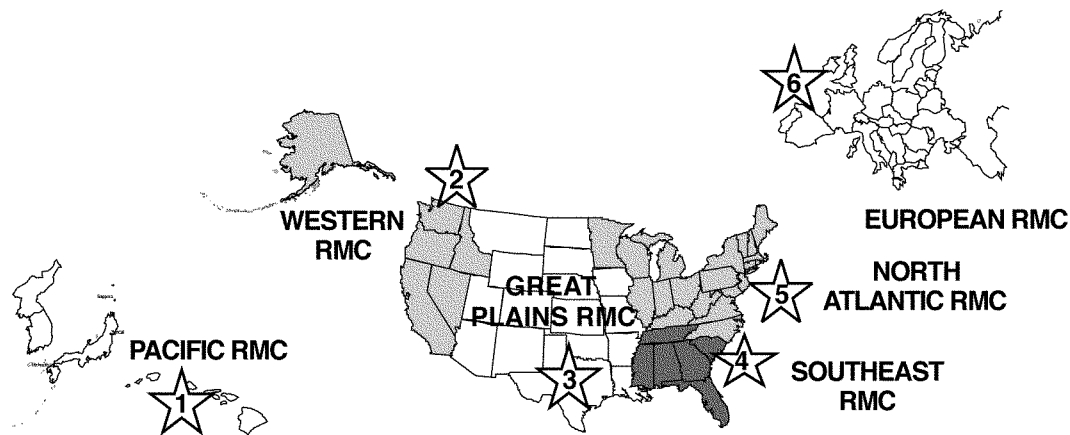 6
2
WESTERN
RMC
EUROPEAN RMC
GREAT
PLAINS RMC
NORTH
ATLANTIC RMC
5
PACIFIC RMC
1
3
4
SOUTHEAST
RMC